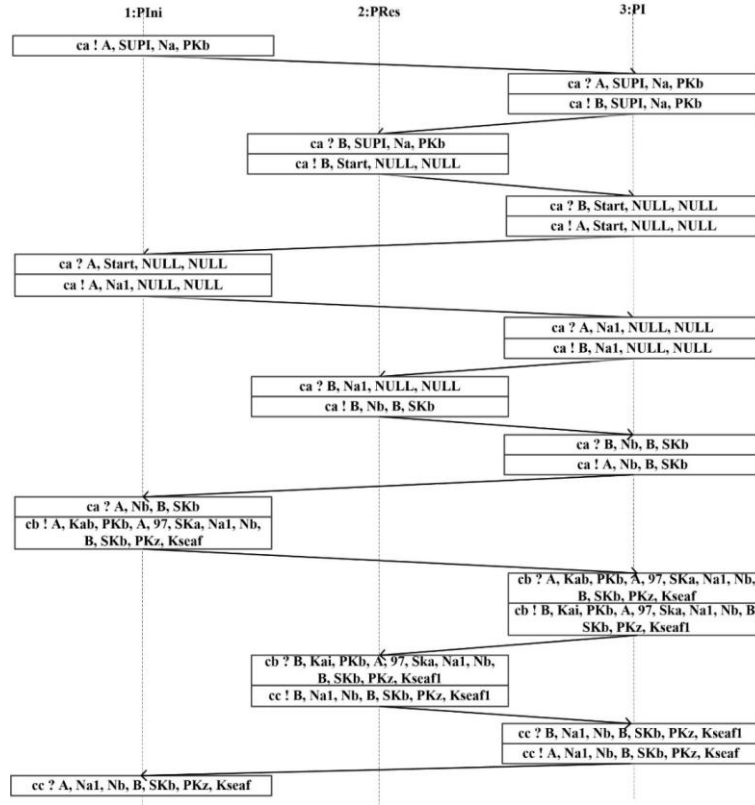 1:PIni
2:PRes
3:PI
ca ! A, SUPI, Na, PKb
ca ? A, SUPI, Na, PKb
ca ! B, SUPI, Na, PKb
ca ? B, SUPI, Na, PKb
ca ! B, Start, NULL, NULL
ca ? B, Start, NULL, NULL
ca ! A, Start, NULL, NULL
ca ? A, Start, NULL, NULL
ca ! A, Na1, NULL, NULL
ca ? A, Na1, NULL, NULL
ca ! B, Na1, NULL, NULL
ca ? B, Na1, NULL, NULL
ca ! B, Nb, B, SKb
ca ? B, Nb, B, SKb
ca ! A, Nb, B, SKb
ca ? A, Nb, B, SKb
cb ! A, Kab, PKb, A, 97, SKa, Na1, Nb,
B, SKb, PKz, Kseaf
cb ? A, Kab, PKb, A, 97, SKa, Na1, Nb,
B, SKb, PKz, Kseaf
cb ! B, Kai, PKb, A, 97, Ska, Na1, Nb, B
SKb, PKz, Kseaf1
cb ? B, Kai, PKb, A, 97, Ska, Na1, Nb,
B, SKb, PKz, Kseaf1
cc ! B, Na1, Nb, B, SKb, PKz, Kseaf1
cc ? B, Na1, Nb, B, SKb, PKz, Kseaf1
cc ! A, Na1, Nb, B, SKb, PKz, Kseaf
cc ? A, Na1, Nb, B, SKb, PKz, Kseaf